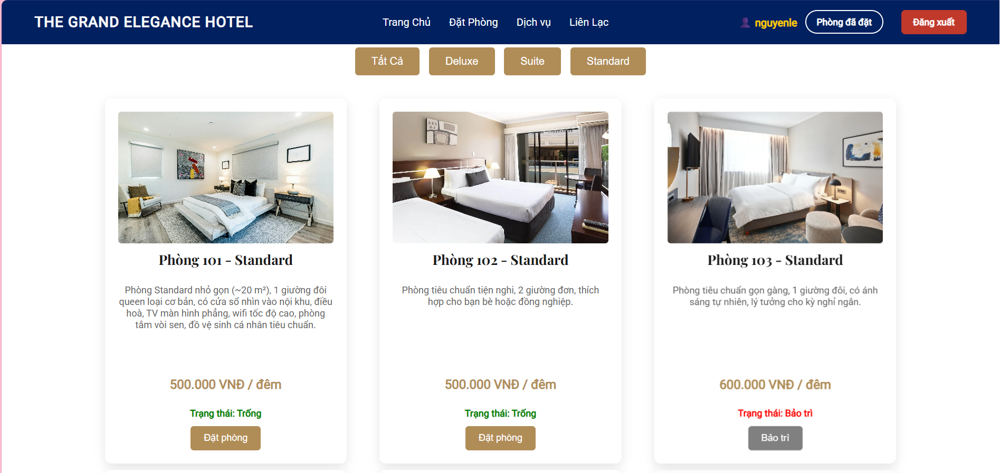 THE GRAND ELEGANCE HOTEL
Trang Chủ
Đặt Phòng
Dịch vụ
Liên Lạc
nguyenle
Phòng đã đặt
Đăng xuất
Tất Cả
Deluxe
Suite
Standard
Phòng 101 - Standard
Phòng Standard nhỏ gọn (~20 m²), 1 giường đôi
queen loại cơ bản, có cửa sổ nhìn vào nội khu, điều
hoà, TV màn hình phẳng, wifi tốc độ cao, phòng
tắm vòi sen, đồ vệ sinh cá nhân tiêu chuẩn.
500.000 VNĐ / đêm
Trạng thái: Trống
Đặt phòng
Phòng 102 - Standard
Phòng tiêu chuẩn tiện nghi, 2 giường đơn, thích
hợp cho bạn bè hoặc đồng nghiệp.
500.000 VNĐ / đêm
Trạng thái: Trống
Đặt phòng
Phòng 103 - Standard
Phòng tiêu chuẩn gọn gàng, 1 giường đôi, có ánh
sáng tự nhiên, lý tưởng cho kỳ nghỉ ngắn.
600.000 VNĐ / đêm
Trạng thái: Bảo trì
Bảo trì